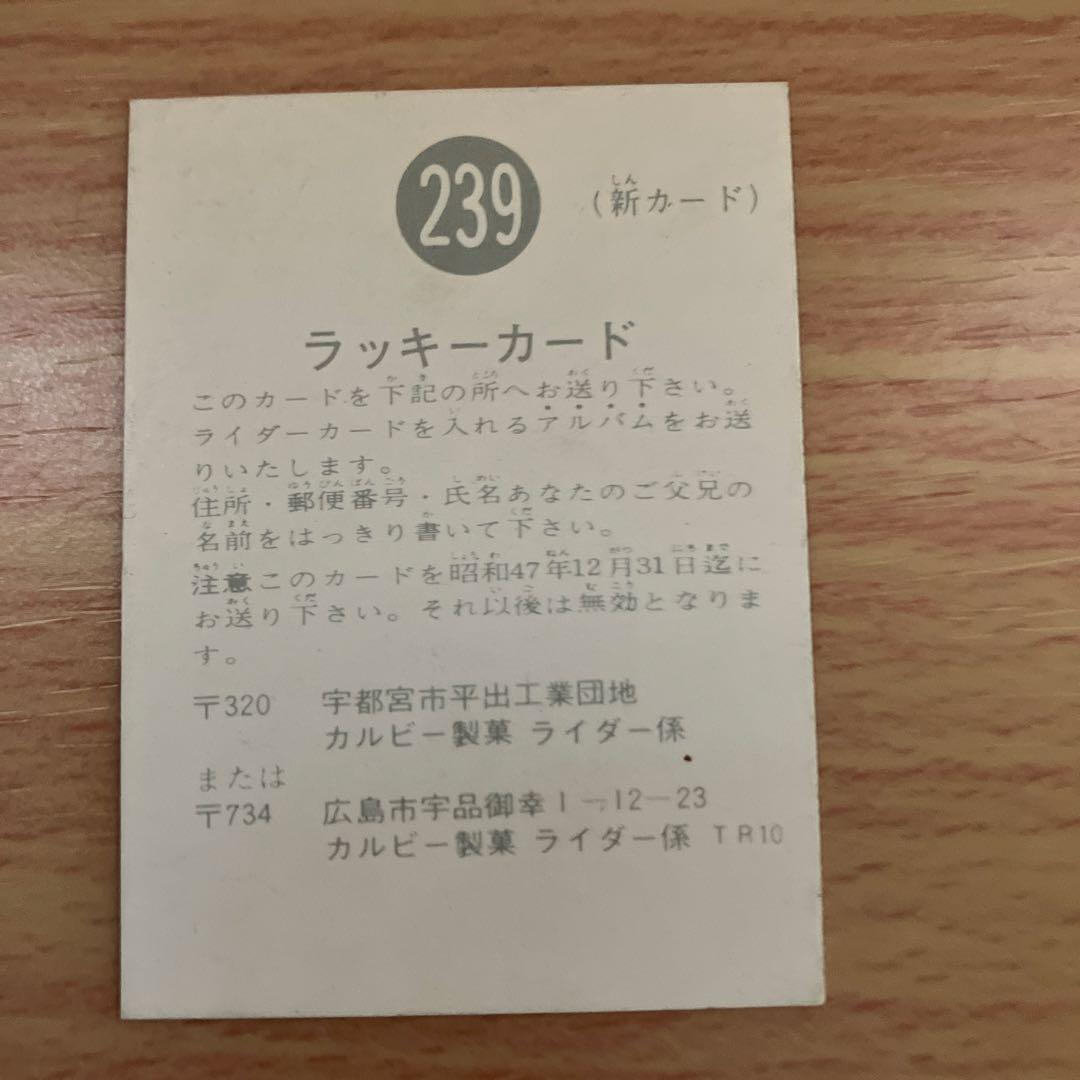 239 (新カード)
ラッキーカード
このカードを下記の所へお送り下さい。
ライダーカードを入れるアルバムをお送
りいたします。
住所・郵便番号・氏名あなたのご父兄の
名前をはっきり書いて下さい。
注意このカードを昭和47年12月31日迄に
お送り下さい。それ以後は無効となりま
す。
〒320 宇都宮市平出工業団地
カルビー製菓 ライダー係
または
〒734 広島市宇品御幸1-12-23
カルビー製菓 ライダー係 TR10